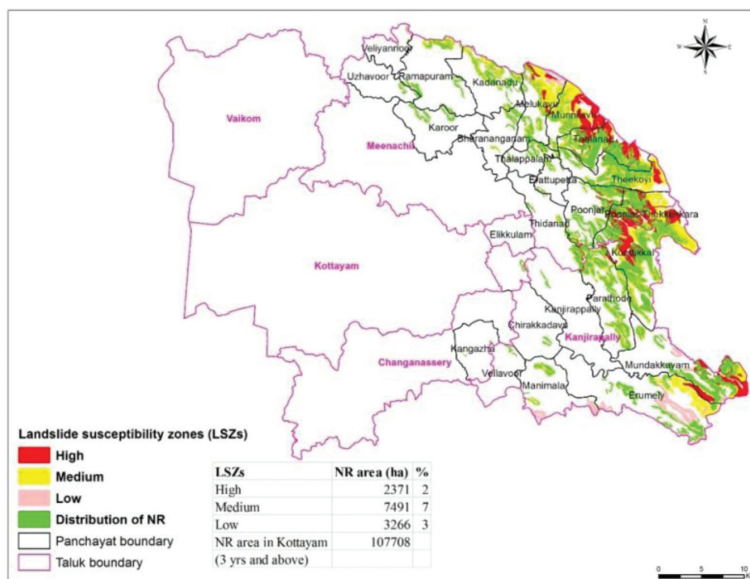 N
W
E
S
Veliyannoor
Uzhavoor
Ramapuram
Kadanadu
Melukavu
Vaikom
Karoor
Bharananganam
Meenachil
Thalappalam
Theekoyi
Erattupetta
Poonjar
Thidanad
Elikkulam
Kottayam
Parathode
Kanjirappally
Chirakkadavu
Kanjirapally
Kangazha
Mundakkayam
Changanassery
Vellavoor
Manimala
Erumely
Landslide susceptibility zones (LSZs)
High
Medium
Low
Distribution of NR
Panchayat boundary
Taluk boundary
LSZs NR area (ha) %
High 2371 2
Medium 7491 7
Low 3266 3
NR area in Kottayam 107708
(3 yrs and above)
0 5 10